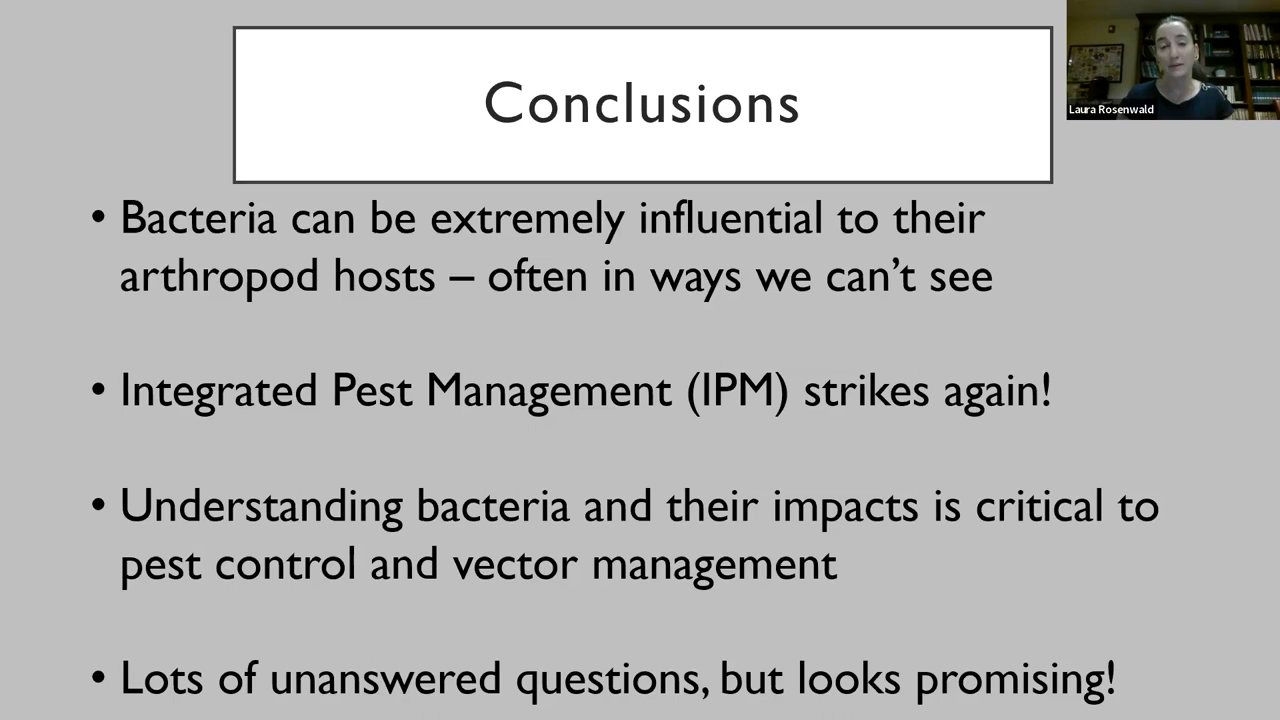 Conclusions
Laura Rosenwald
• Bacteria can be extremely influential to their
arthropod hosts – often in ways we can’t see
• Integrated Pest Management (IPM) strikes again!
• Understanding bacteria and their impacts is critical to
pest control and vector management
• Lots of unanswered questions, but looks promising!